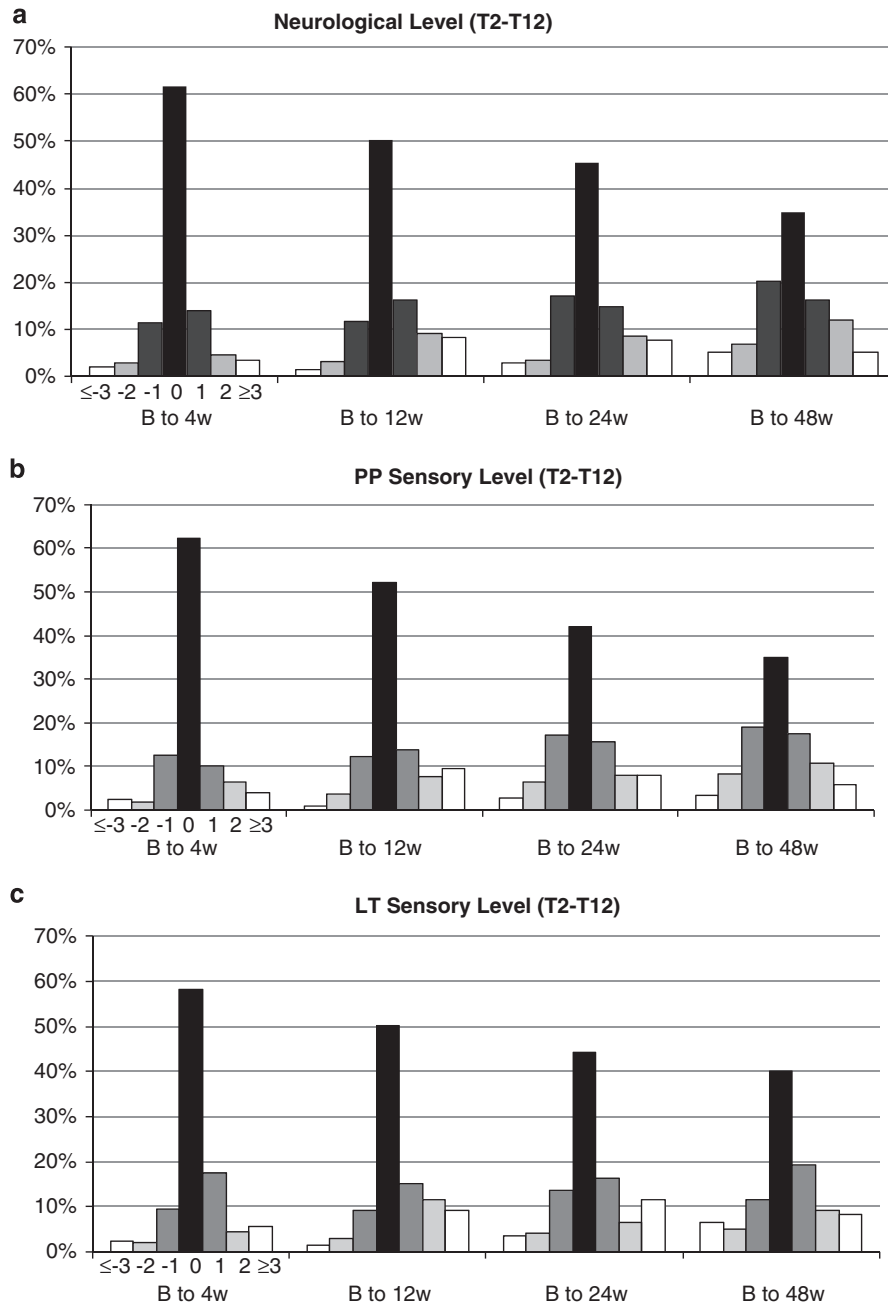 a
Neurological Level (T2-T12)
70%
60%
50%
40%
30%
20%
10%
0%
≤-3 -2 -1 0 1 2 ≥3
B to 4w B to 12w B to 24w B to 48w
b
PP Sensory Level (T2-T12)
70%
60%
50%
40%
30%
20%
10%
0%
≤-3 -2 -1 0 1 2 ≥3
B to 4w B to 12w B to 24w B to 48w
c
LT Sensory Level (T2-T12)
70%
60%
50%
40%
30%
20%
10%
0%
≤-3 -2 -1 0 1 2 ≥3
B to 4w B to 12w B to 24w B to 48w